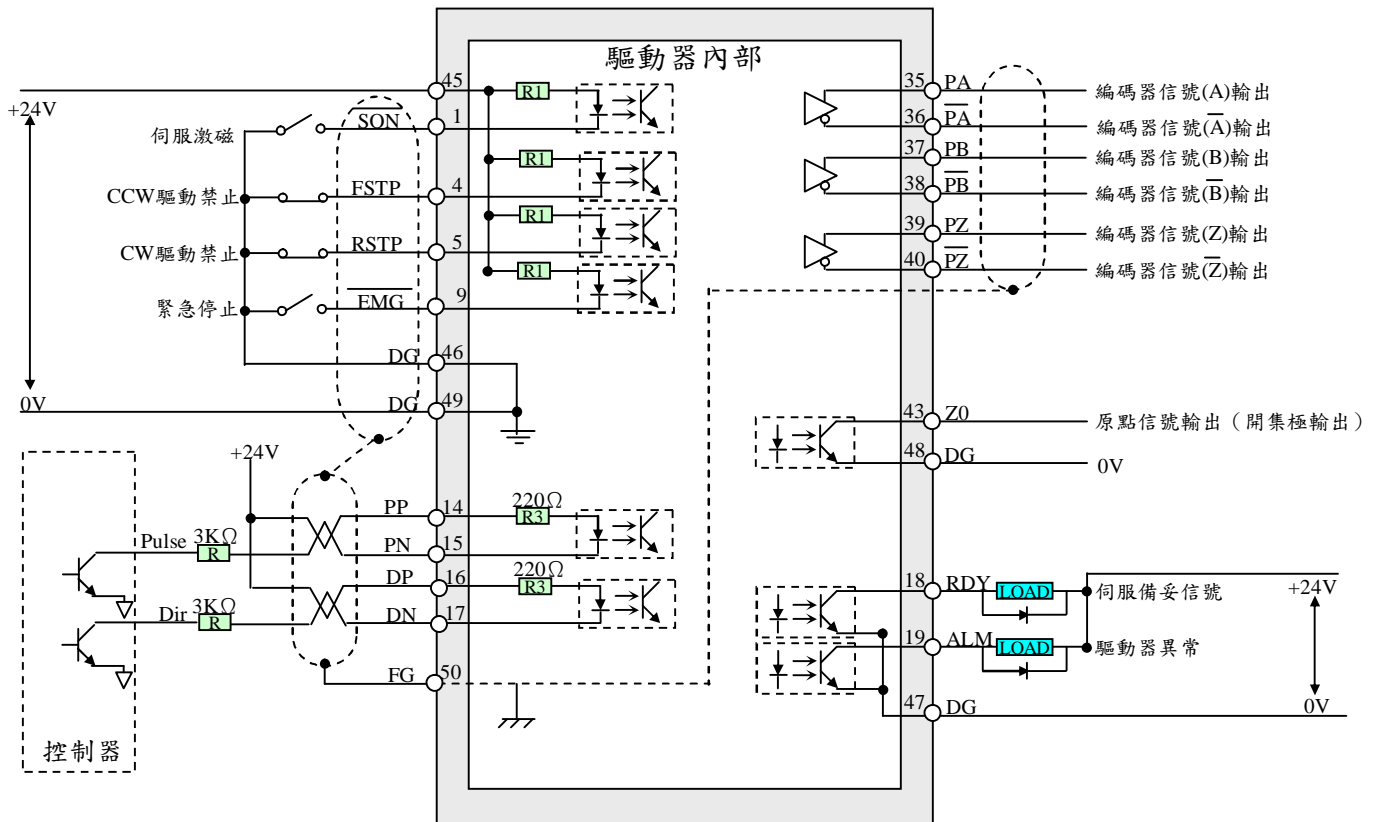 驅動器內部
+24V
45
R1
伺服激磁
S̅O̅N̅
1
R1
CCW驅動禁止
FSTP
4
R1
CW驅動禁止
RSTP
5
R1
緊急停止
E̅M̅G̅
9
DG
46
0V
DG
49
+24V
PP
14
220Ω
R3
Pulse
3KΩ
R
PN
15
DP
16
220Ω
R3
Dir
3KΩ
R
DN
17
FG
50
控制器
35
PA
編碼器信號(A)輸出
36
P̅A̅
編碼器信號(A̅)輸出
37
PB
編碼器信號(B)輸出
38
P̅B̅
編碼器信號(B̅)輸出
39
PZ
編碼器信號(Z)輸出
40
P̅Z̅
編碼器信號(Z̅)輸出
43
Z0
原點信號輸出（開集極輸出）
48
DG
0V
18
RDY
LOAD
伺服備妥信號
+24V
19
ALM
LOAD
驅動器異常
47
DG
0V